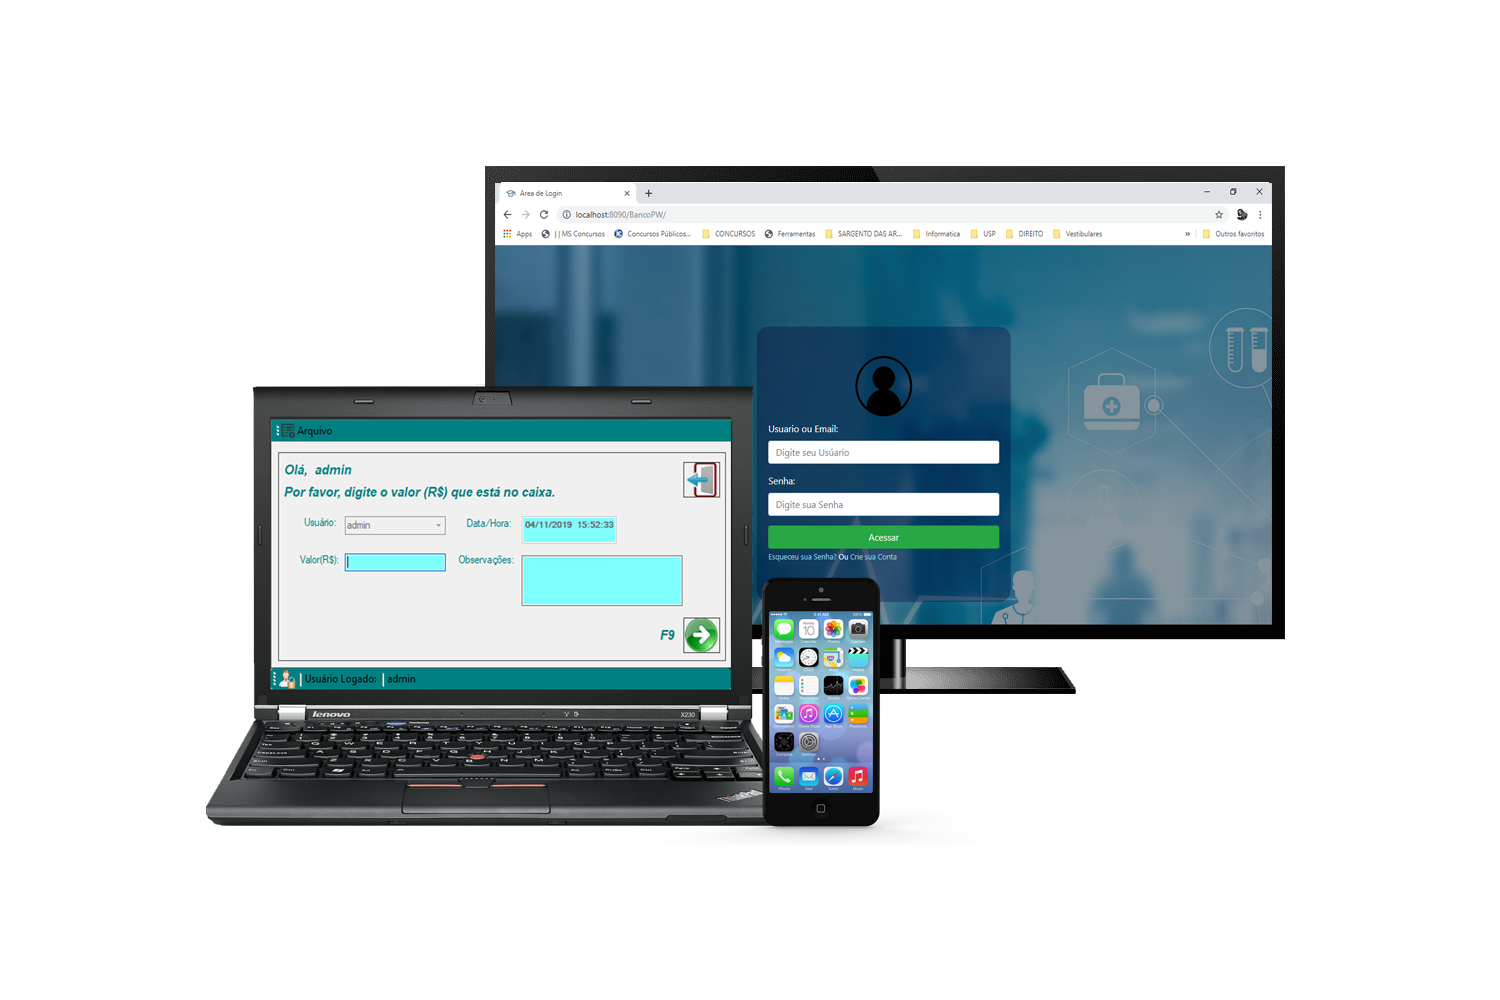 Area de Login
localhost:8090/BancoPW/
Apps
| | MS Concursos
Concursos Públicos...
CONCURSOS
Ferramentas
SARGENTO DAS AR...
Informatica
USP
DIREITO
Vestibulares
»
Outros favoritos
Usuario ou Email:
Digite seu Usúario
Senha:
Digite sua Senha
Acessar
Esqueceu sua Senha? Ou Crie sua Conta
Arquivo
Olá, admin
Por favor, digite o valor (R$) que está no caixa.
Usuário: admin
Data/Hora: 04/11/2019 15:52:33
Valor(R$):
Observações:
F9
Usuário Logado: admin
lenovo
X230